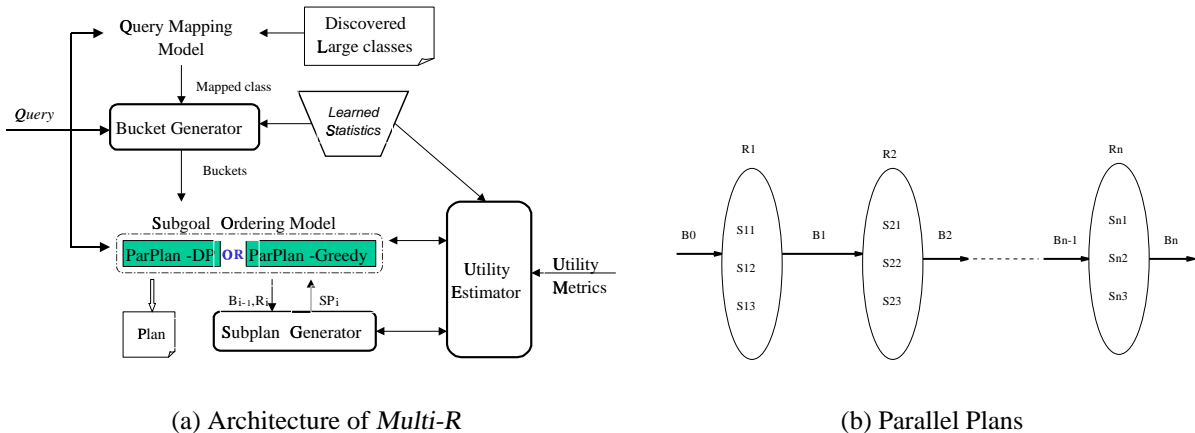 Query Mapping
Model
Discovered
Large classes
Mapped class
Query
Bucket Generator
Learned
Statistics
Buckets
Subgoal Ordering Model
ParPlan -DP OR ParPlan -Greedy
Utility
Estimator
Utility
Metrics
Bi-1,Ri
SPi
Plan
Subplan Generator
(a) Architecture of Multi-R
R1
R2
Rn
S11
S12
S13
S21
S22
S23
Sn1
Sn2
Sn3
B0
B1
B2
Bn-1
Bn
(b) Parallel Plans